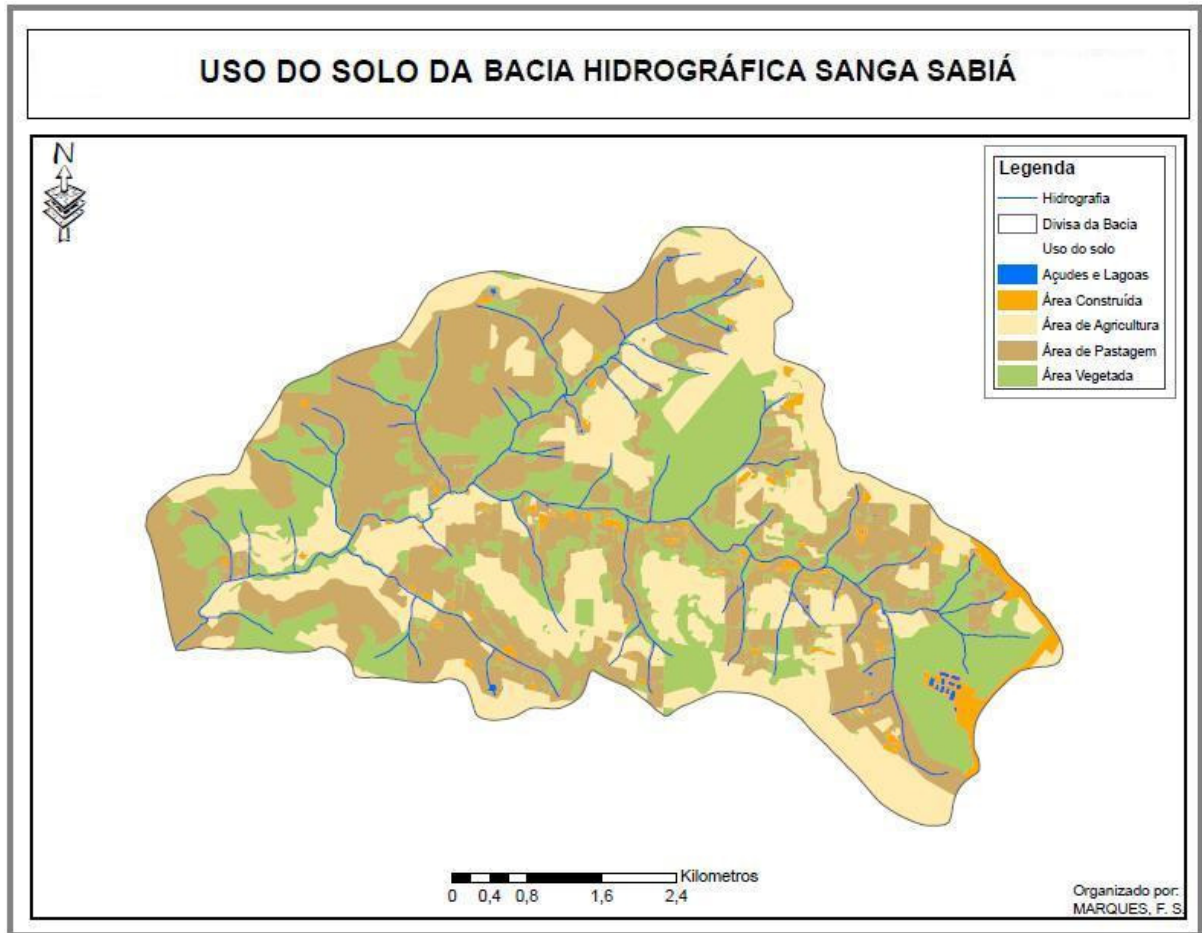 USO DO SOLO DA BACIA HIDROGRÁFICA SANGA SABIÁ
N
Legenda
Hidrografia
Divisa da Bacia
Uso do solo
Açudes e Lagoas
Área Construída
Área de Agricultura
Área de Pastagem
Área Vegetada
Kilometros
0 0,4 0,8 1,6 2,4
Organizado por:
MARQUES, F. S.